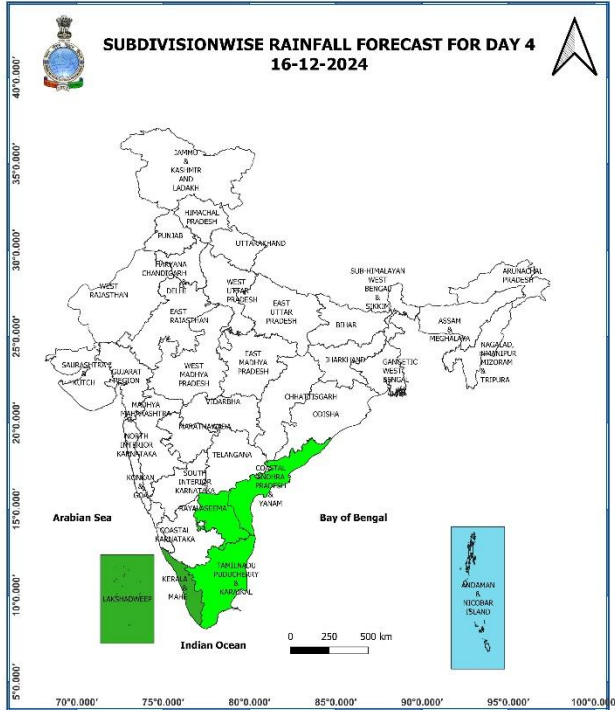 SUBDIVISIONWISE RAINFALL FORECAST FOR DAY 4
16-12-2024
40°0.000'
35°0.000'
30°0.000'
25°0.000'
20°0.000'
15°0.000'
10°0.000'
5°0.000'
JAMMO
&
KASHMIR
AND
LADAKH
HIMACHAL
PRADESH
PUNJAB
UTTARAKHAND
HARYANA
CHANDIGARH
&
DELHI
WEST
RAJASTHAN
WEST
UTTAR
PRADESH
EAST
RAJASTHAN
EAST
UTTAR
PRADESH
SUB-HIMALAYAN
WEST
BENGAL
&
SIKKIM
ARUNACHAL
PRADESH
ASSAM
&
MEGHALAYA
NAGALAD,
MANIPUR
MIZORAM
&
TRIPURA
BIHAR
SAURASHTRA
&
KUTCH
GUJARAT
REGION
WEST
MADHYA
PRADESH
EAST
MADHYA
PRADESH
JHARKHAND
GANGETIC
WEST
BENGAL
CHHATTISGARH
ODISHA
VIDARBHA
MADHYA
MAHARASHTRA
MARATHAWADA
NORTH
INTERIOR
KARNATAKA
TELANGANA
KONKAN
&
GOA
SOUTH
INTERIOR
KARNATAKA
COASTAL
ANDHRA
PRADESH
&
YANAM
RAYALASEEMA
Arabian Sea
Bay of Bengal
COASTAL
KARNATAKA
LAKSHADWEEP
KERALA
&
MAHE
TAMILNADU
PUDUCHERRY
&
KARAIKAL
ANDAMAN
&
NICOBAR
ISLAND
Indian Ocean
0 250 500 km
70°0.000' 75°0.000' 80°0.000' 85°0.000' 90°0.000' 95°0.000' 100°0.000'